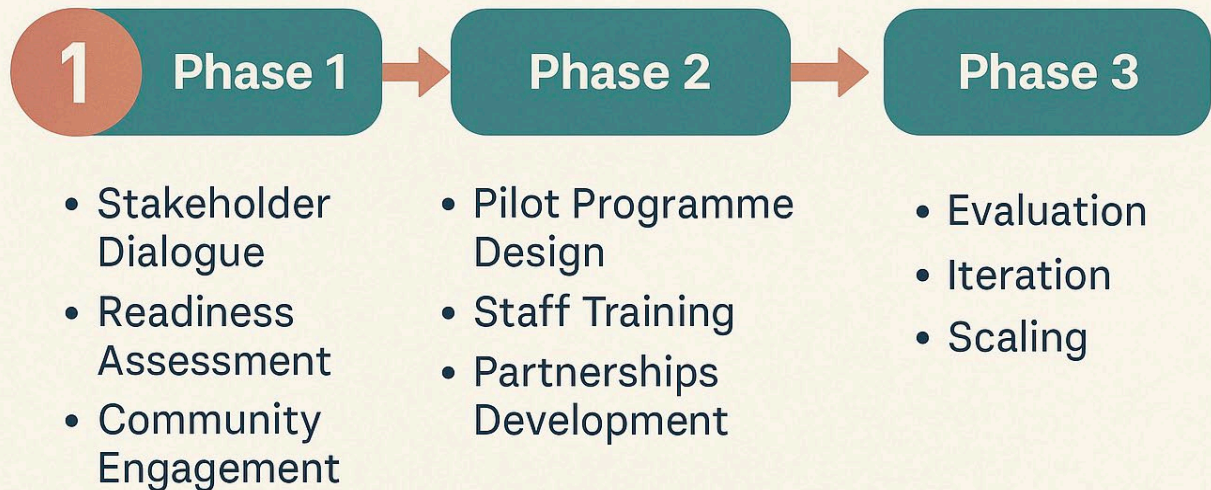 1
Phase 1
Phase 2
Phase 3
• Stakeholder
Dialogue
• Readiness
Assessment
• Community
Engagement
• Pilot Programme
Design
• Staff Training
• Partnerships
Development
• Evaluation
• Iteration
• Scaling